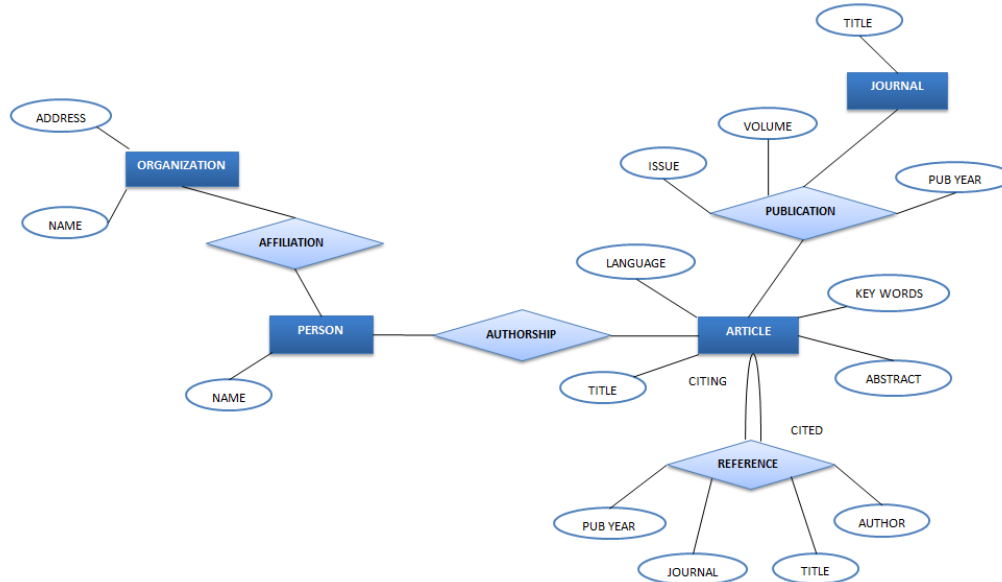 TITLE
JOURNAL
ADDRESS
VOLUME
ORGANIZATION
ISSUE
PUB YEAR
PUBLICATION
NAME
AFFILIATION
LANGUAGE
KEY WORDS
PERSON
AUTHORSHIP
ARTICLE
ABSTRACT
CITING
TITLE
NAME
CITED
REFERENCE
PUB YEAR
AUTHOR
JOURNAL
TITLE